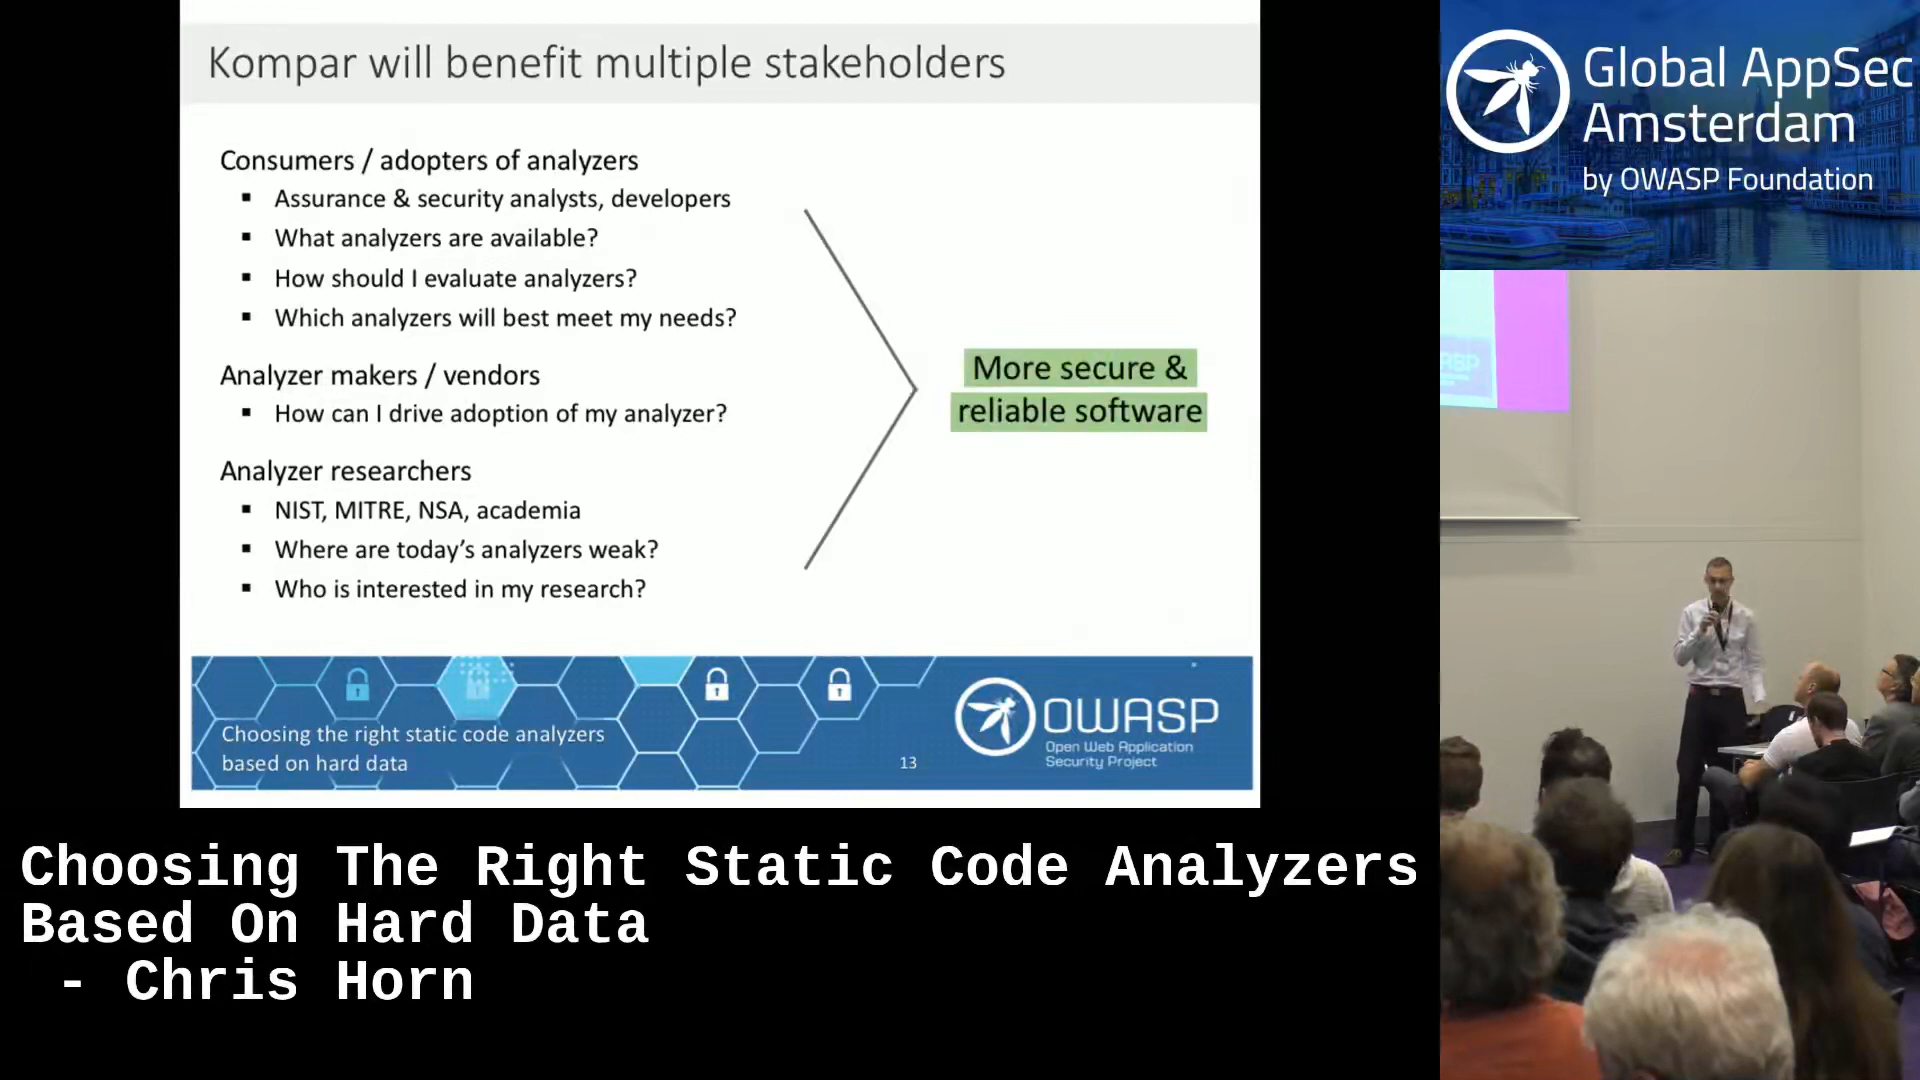 Kompar will benefit multiple stakeholders
Consumers / adopters of analyzers
▪ Assurance & security analysts, developers
▪ What analyzers are available?
▪ How should I evaluate analyzers?
▪ Which analyzers will best meet my needs?
Analyzer makers / vendors
▪ How can I drive adoption of my analyzer?
Analyzer researchers
▪ NIST, MITRE, NSA, academia
▪ Where are today's analyzers weak?
▪ Who is interested in my research?
More secure &
reliable software
Choosing the right static code analyzers
based on hard data
13
OWASP
Open Web Application
Security Project
Global AppSec
Amsterdam
by OWASP Foundation
Choosing The Right Static Code Analyzers
Based On Hard Data
- Chris Horn